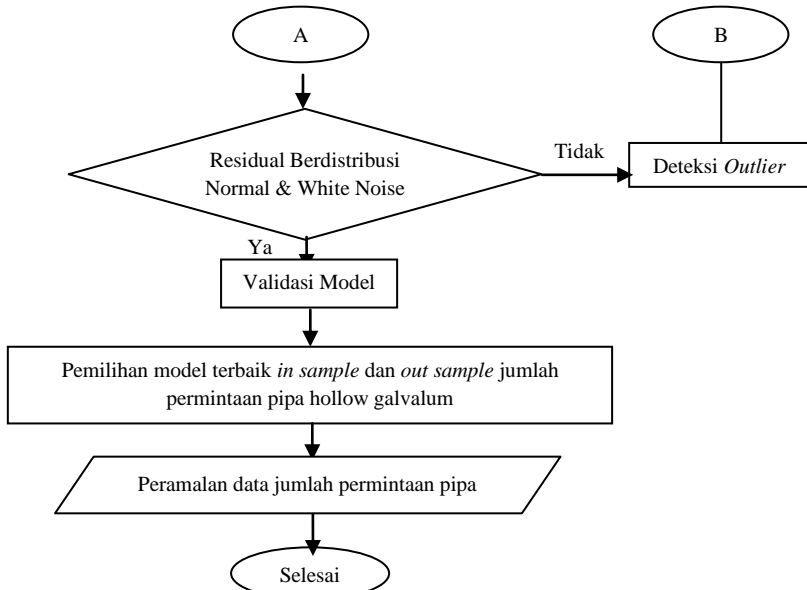 A
B
Residual Berdistribusi
Normal & White Noise
Tidak
Deteksi Outlier
Ya
Validasi Model
Pemilihan model terbaik in sample dan out sample jumlah
permintaan pipa hollow galvalum
Peramalan data jumlah permintaan pipa
Selesai